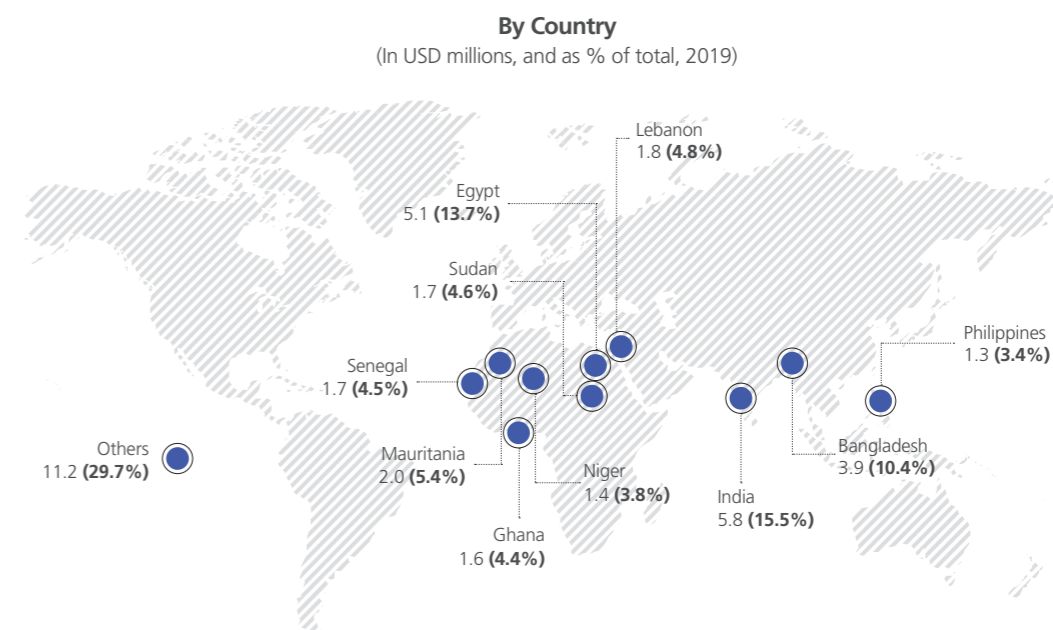 By Country
(In USD millions, and as % of total, 2019)
Lebanon
1.8 (4.8%)
Egypt
5.1 (13.7%)
Sudan
1.7 (4.6%)
Philippines
1.3 (3.4%)
Senegal
1.7 (4.5%)
Others
11.2 (29.7%)
Mauritania
2.0 (5.4%)
Niger
1.4 (3.8%)
Bangladesh
3.9 (10.4%)
India
5.8 (15.5%)
Ghana
1.6 (4.4%)